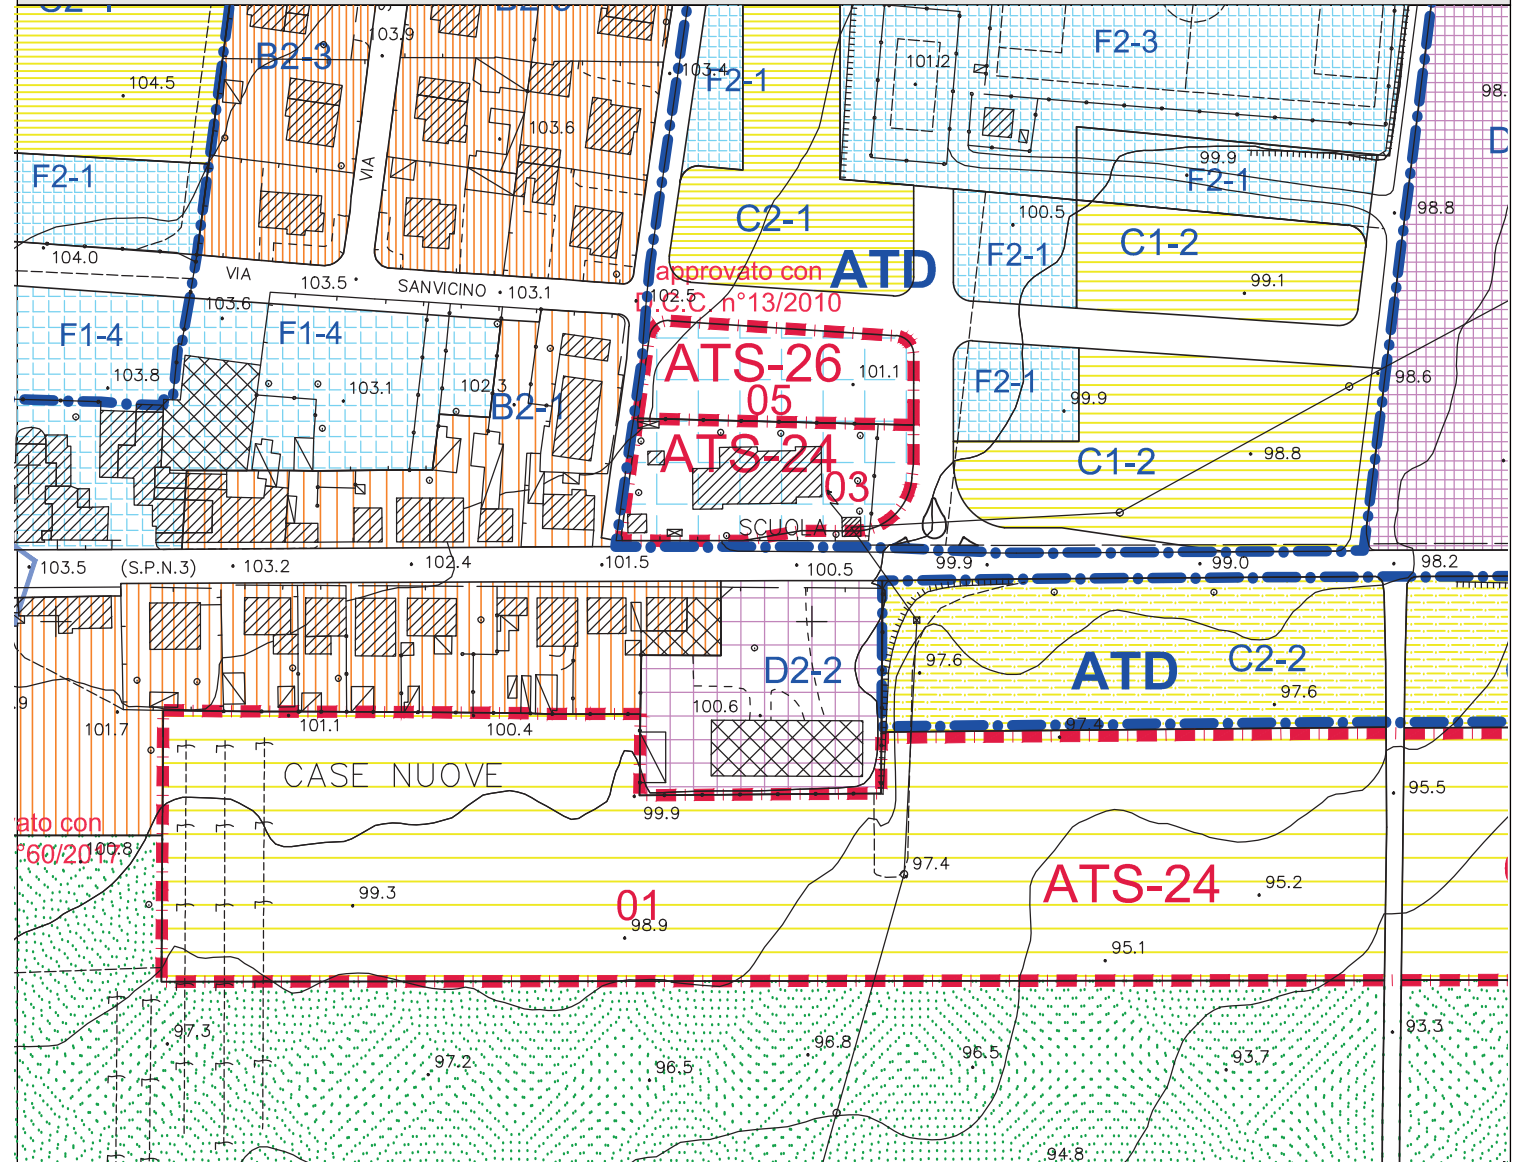 B2-3
103.9
104.5
103.4
F2-1
101.2
F2-3
98.
103.6
VIA
99.9
F2-1
F2-1
C2-1
100.5
98.8
C1-2
F2-1
104.0
VIA
103.5
SANVICINO
103.1
approvato con
ATD
102.5
D.C.C. n°13/2010
99.1
103.6
F1-4
F1-4
ATS-26
05
101.1
103.8
103.1
102.3
B2-1
F2-1
99.9
98.6
ATS-24
03
C1-2
98.8
SCUOLA
103.5
(S.P.N.3)
103.2
102.4
101.5
100.5
99.9
99.0
98.2
97.6
D2-2
ATD
C2-2
97.6
100.6
101.7
101.1
100.4
97.4
CASE NUOVE
99.9
95.5
ato con
°60/2017
100.8
97.4
99.3
01
98.9
ATS-24
95.2
95.1
97.3
97.2
96.5
96.8
96.5
93.7
93.3
94.8